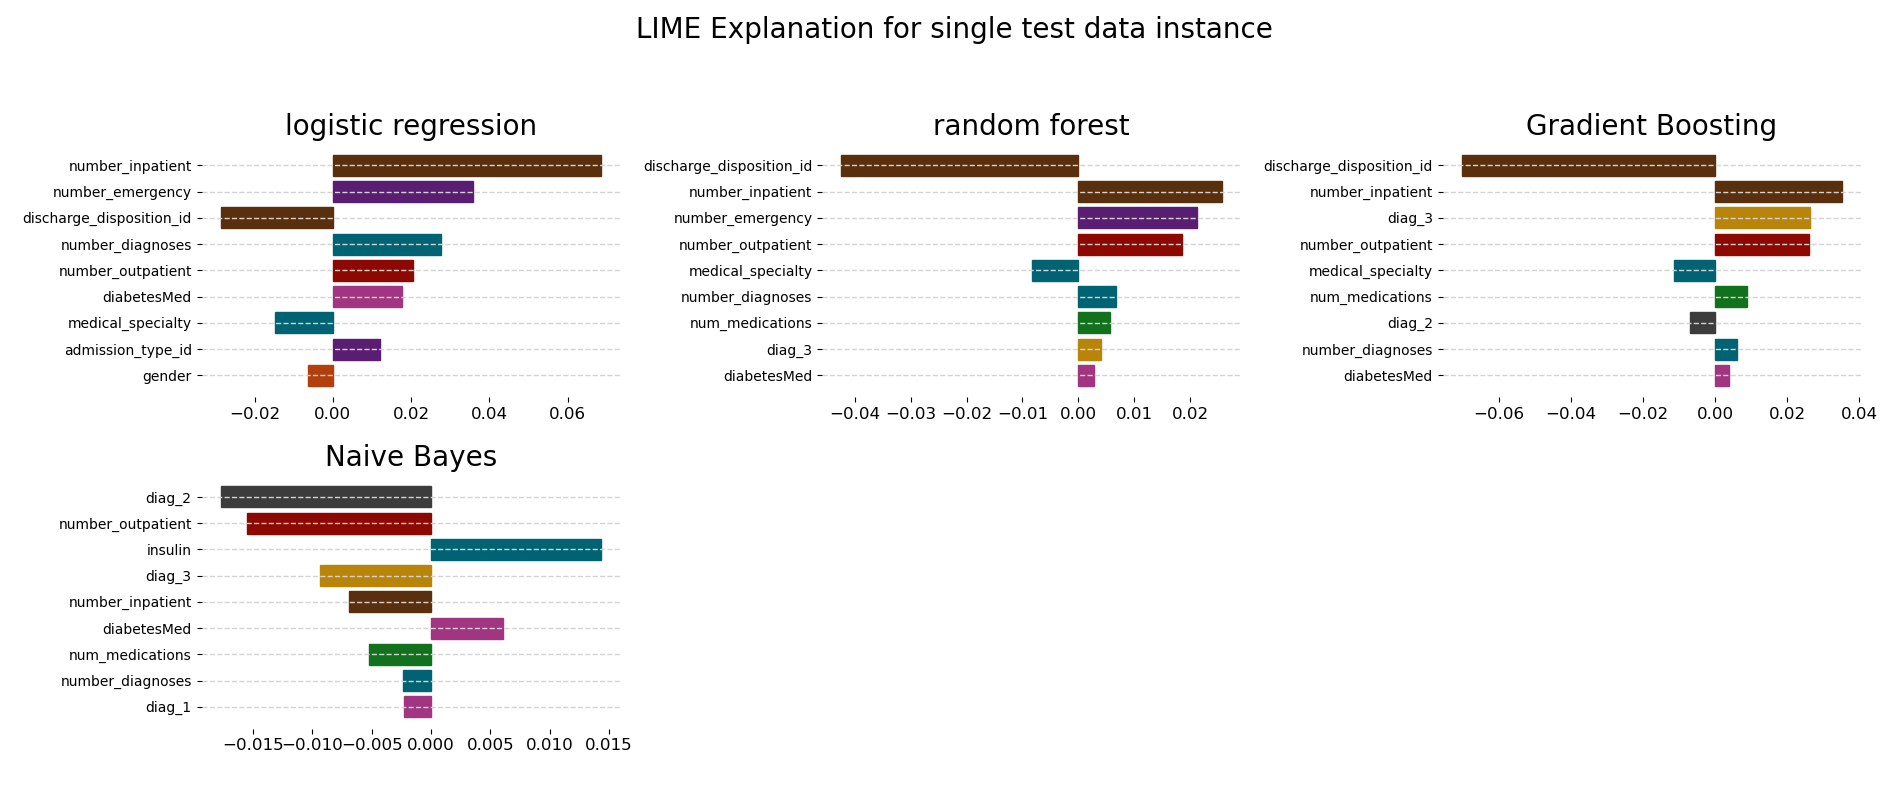 LIME Explanation for single test data instance
logistic regression
number_inpatient
number_emergency
discharge_disposition_id
number_diagnoses
number_outpatient
diabetesMed
medical_specialty
admission_type_id
gender
−0.02 0.00 0.02 0.04 0.06
random forest
discharge_disposition_id
number_inpatient
number_emergency
number_outpatient
medical_specialty
number_diagnoses
num_medications
diag_3
diabetesMed
−0.04 −0.03 −0.02 −0.01 0.00 0.01 0.02
Gradient Boosting
discharge_disposition_id
number_inpatient
diag_3
number_outpatient
medical_specialty
num_medications
diag_2
number_diagnoses
diabetesMed
−0.06 −0.04 −0.02 0.00 0.02 0.04
Naive Bayes
diag_2
number_outpatient
insulin
diag_3
number_inpatient
diabetesMed
num_medications
number_diagnoses
diag_1
−0.015 −0.010 −0.005 0.000 0.005 0.010 0.015